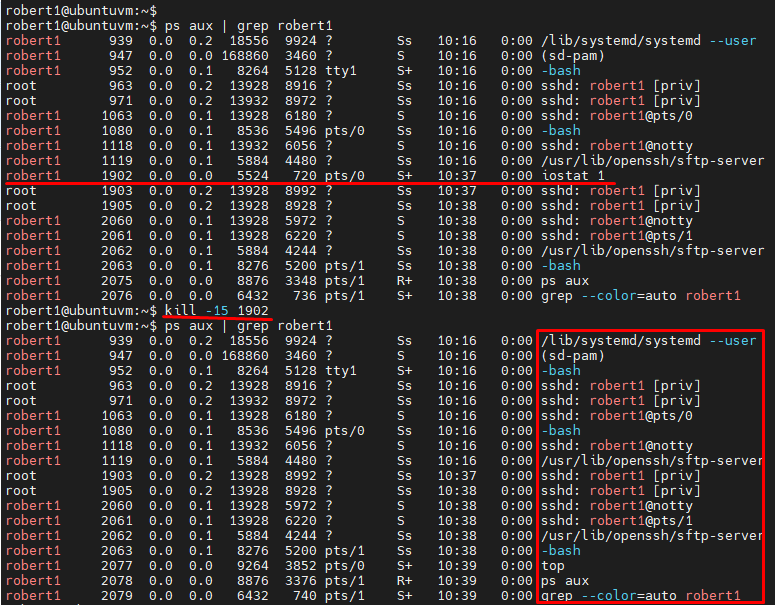 robert1@ubuntuvm:~$
robert1@ubuntuvm:~$ ps aux | grep robert1
robert1      939  0.0  0.2  18556  9924 ?        Ss   10:16   0:00 /lib/systemd/systemd --user
robert1      947  0.0  0.0 168860  3460 ?        S    10:16   0:00 (sd-pam)
robert1      952  0.0  0.1   8264  5128 tty1     S+   10:16   0:00 -bash
root         963  0.0  0.2  13928  8916 ?        Ss   10:16   0:00 sshd: robert1 [priv]
root         971  0.0  0.2  13932  8972 ?        Ss   10:16   0:00 sshd: robert1 [priv]
robert1     1063  0.0  0.1  13928  6180 ?        S    10:16   0:00 sshd: robert1@pts/0
robert1     1080  0.0  0.1   8536  5496 pts/0    Ss   10:16   0:00 -bash
robert1     1118  0.0  0.1  13932  6056 ?        S    10:16   0:00 sshd: robert1@notty
robert1     1119  0.0  0.1   5884  4480 ?        Ss   10:16   0:00 /usr/lib/openssh/sftp-server
robert1     1902  0.0  0.0   5524   720 pts/0    S+   10:37   0:00 iostat 1
root        1903  0.0  0.2  13928  8992 ?        Ss   10:37   0:00 sshd: robert1 [priv]
root        1905  0.0  0.2  13928  8928 ?        Ss   10:38   0:00 sshd: robert1 [priv]
robert1     2060  0.0  0.1  13928  5972 ?        S    10:38   0:00 sshd: robert1@notty
robert1     2061  0.0  0.1  13928  6220 ?        S    10:38   0:00 sshd: robert1@pts/1
robert1     2062  0.0  0.1   5884  4244 ?        Ss   10:38   0:00 /usr/lib/openssh/sftp-server
robert1     2063  0.0  0.1   8276  5200 pts/1    Ss   10:38   0:00 -bash
robert1     2075  0.0  0.0   8876  3348 pts/1    R+   10:38   0:00 ps aux
robert1     2076  0.0  0.0   6432   736 pts/1    S+   10:38   0:00 grep --color=auto robert1
robert1@ubuntuvm:~$ kill -15 1902
robert1@ubuntuvm:~$ ps aux | grep robert1
robert1      939  0.0  0.2  18556  9924 ?        Ss   10:16   0:00 /lib/systemd/systemd --user
robert1      947  0.0  0.0 168860  3460 ?        S    10:16   0:00 (sd-pam)
robert1      952  0.0  0.1   8264  5128 tty1     S+   10:16   0:00 -bash
root         963  0.0  0.2  13928  8916 ?        Ss   10:16   0:00 sshd: robert1 [priv]
root         971  0.0  0.2  13932  8972 ?        Ss   10:16   0:00 sshd: robert1 [priv]
robert1     1063  0.0  0.1  13928  6180 ?        S    10:16   0:00 sshd: robert1@pts/0
robert1     1080  0.0  0.1   8536  5496 pts/0    Ss   10:16   0:00 -bash
robert1     1118  0.0  0.1  13932  6056 ?        S    10:16   0:00 sshd: robert1@notty
robert1     1119  0.0  0.1   5884  4480 ?        Ss   10:16   0:00 /usr/lib/openssh/sftp-server
root        1903  0.0  0.2  13928  8992 ?        Ss   10:37   0:00 sshd: robert1 [priv]
root        1905  0.0  0.2  13928  8928 ?        Ss   10:38   0:00 sshd: robert1 [priv]
robert1     2060  0.0  0.1  13928  5972 ?        S    10:38   0:00 sshd: robert1@notty
robert1     2061  0.0  0.1  13928  6220 ?        S    10:38   0:00 sshd: robert1@pts/1
robert1     2062  0.0  0.1   5884  4244 ?        Ss   10:38   0:00 /usr/lib/openssh/sftp-server
robert1     2063  0.0  0.1   8276  5200 pts/1    Ss   10:38   0:00 -bash
robert1     2077  0.0  0.0   9264  3852 pts/0    S+   10:39   0:00 top
robert1     2078  0.0  0.0   8876  3376 pts/1    R+   10:39   0:00 ps aux
robert1     2079  0.0  0.0   6432   740 pts/1    S+   10:39   0:00 grep --color=auto robert1